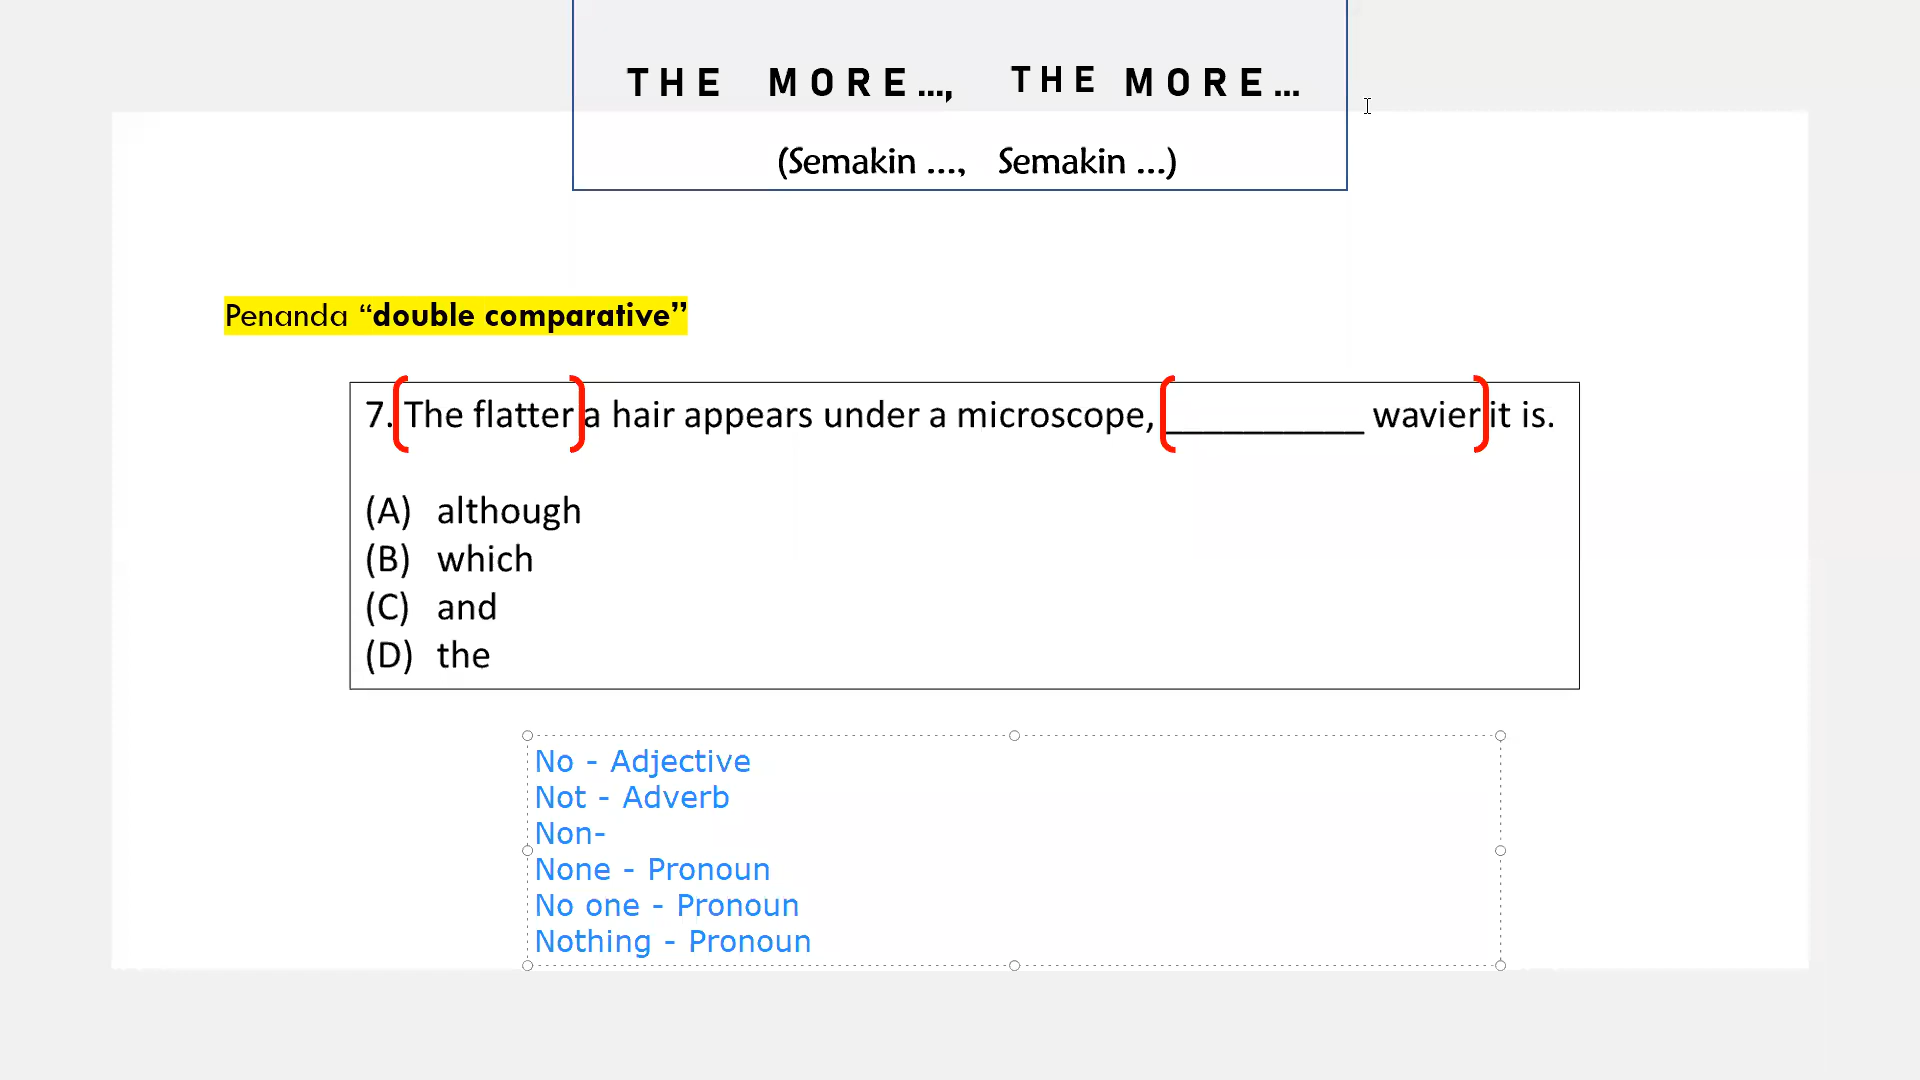 THE MORE..., THE MORE...
(Semakin ..., Semakin ...)
Penanda “double comparative”
7. The flatter a hair appears under a microscope, __________ wavier it is.
(A) although
(B) which
(C) and
(D) the
No - Adjective
Not - Adverb
Non-
None - Pronoun
No one - Pronoun
Nothing - Pronoun